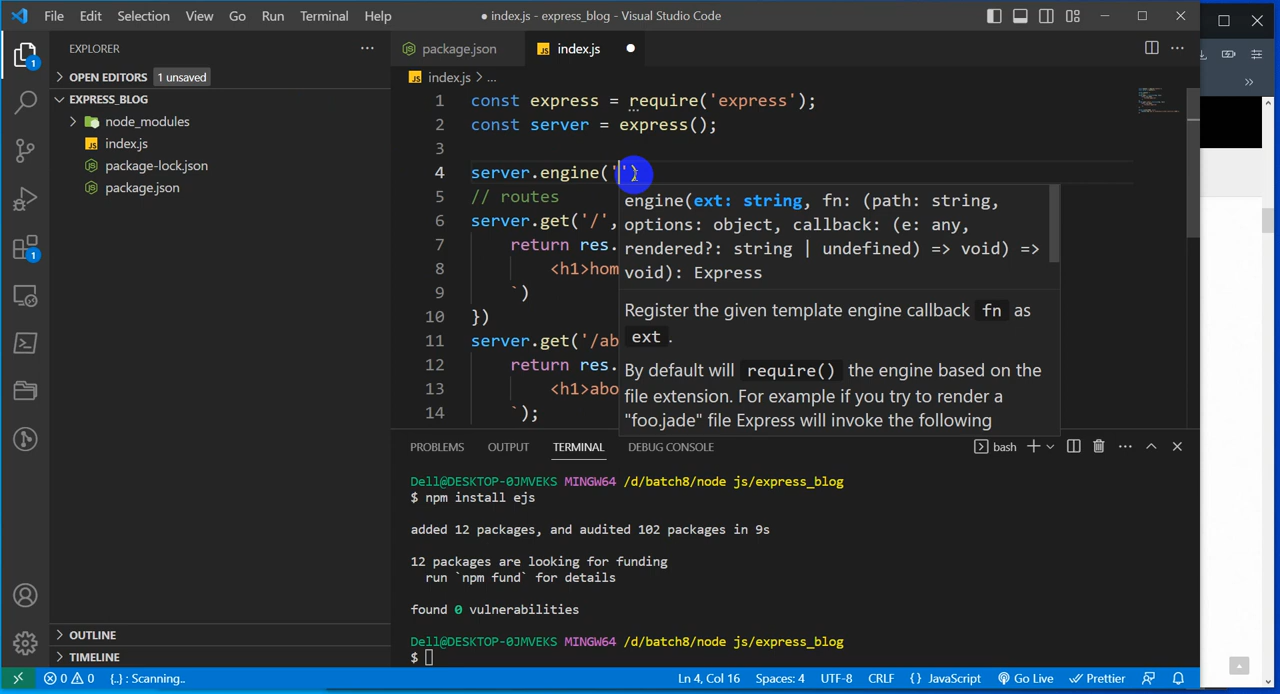 File Edit Selection View Go Run Terminal Help
● index.js - express_blog - Visual Studio Code
EXPLORER
OPEN EDITORS 1 unsaved
EXPRESS_BLOG
node_modules
index.js
package-lock.json
package.json
OUTLINE
TIMELINE
package.json
index.js
index.js > ...
1 const express = require('express');
2 const server = express();
3
4 server.engine('')
5 // routes
6 server.get('/',
7 return res.
8 <h1>hom
9 `)
10 })
11 server.get('/ab
12 return res.
13 <h1>abo
14 `);
engine(ext: string, fn: (path: string,
options: object, callback: (e: any,
rendered?: string | undefined) => void) =>
void): Express
Register the given template engine callback fn as
ext .
By default will require() the engine based on the
file extension. For example if you try to render a
"foo.jade" file Express will invoke the following
PROBLEMS OUTPUT TERMINAL DEBUG CONSOLE
bash
Dell@DESKTOP-0JMVEKS MINGW64 /d/batch8/node js/express_blog
$ npm install ejs
added 12 packages, and audited 102 packages in 9s
12 packages are looking for funding
run `npm fund` for details
found 0 vulnerabilities
Dell@DESKTOP-0JMVEKS MINGW64 /d/batch8/node js/express_blog
$
1
1
0 0 {..} : Scanning..
Ln 4, Col 16 Spaces: 4 UTF-8 CRLF {} JavaScript Go Live Prettier